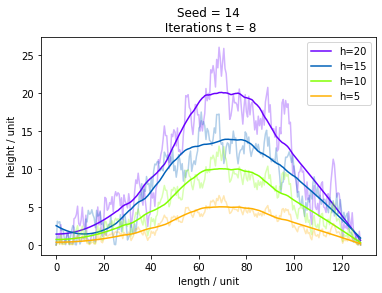 Seed = 14
Iterations t = 8
height / unit
25
20
15
10
5
0
h=20
h=15
h=10
h=5
0
20
40
60
80
100
120
length / unit